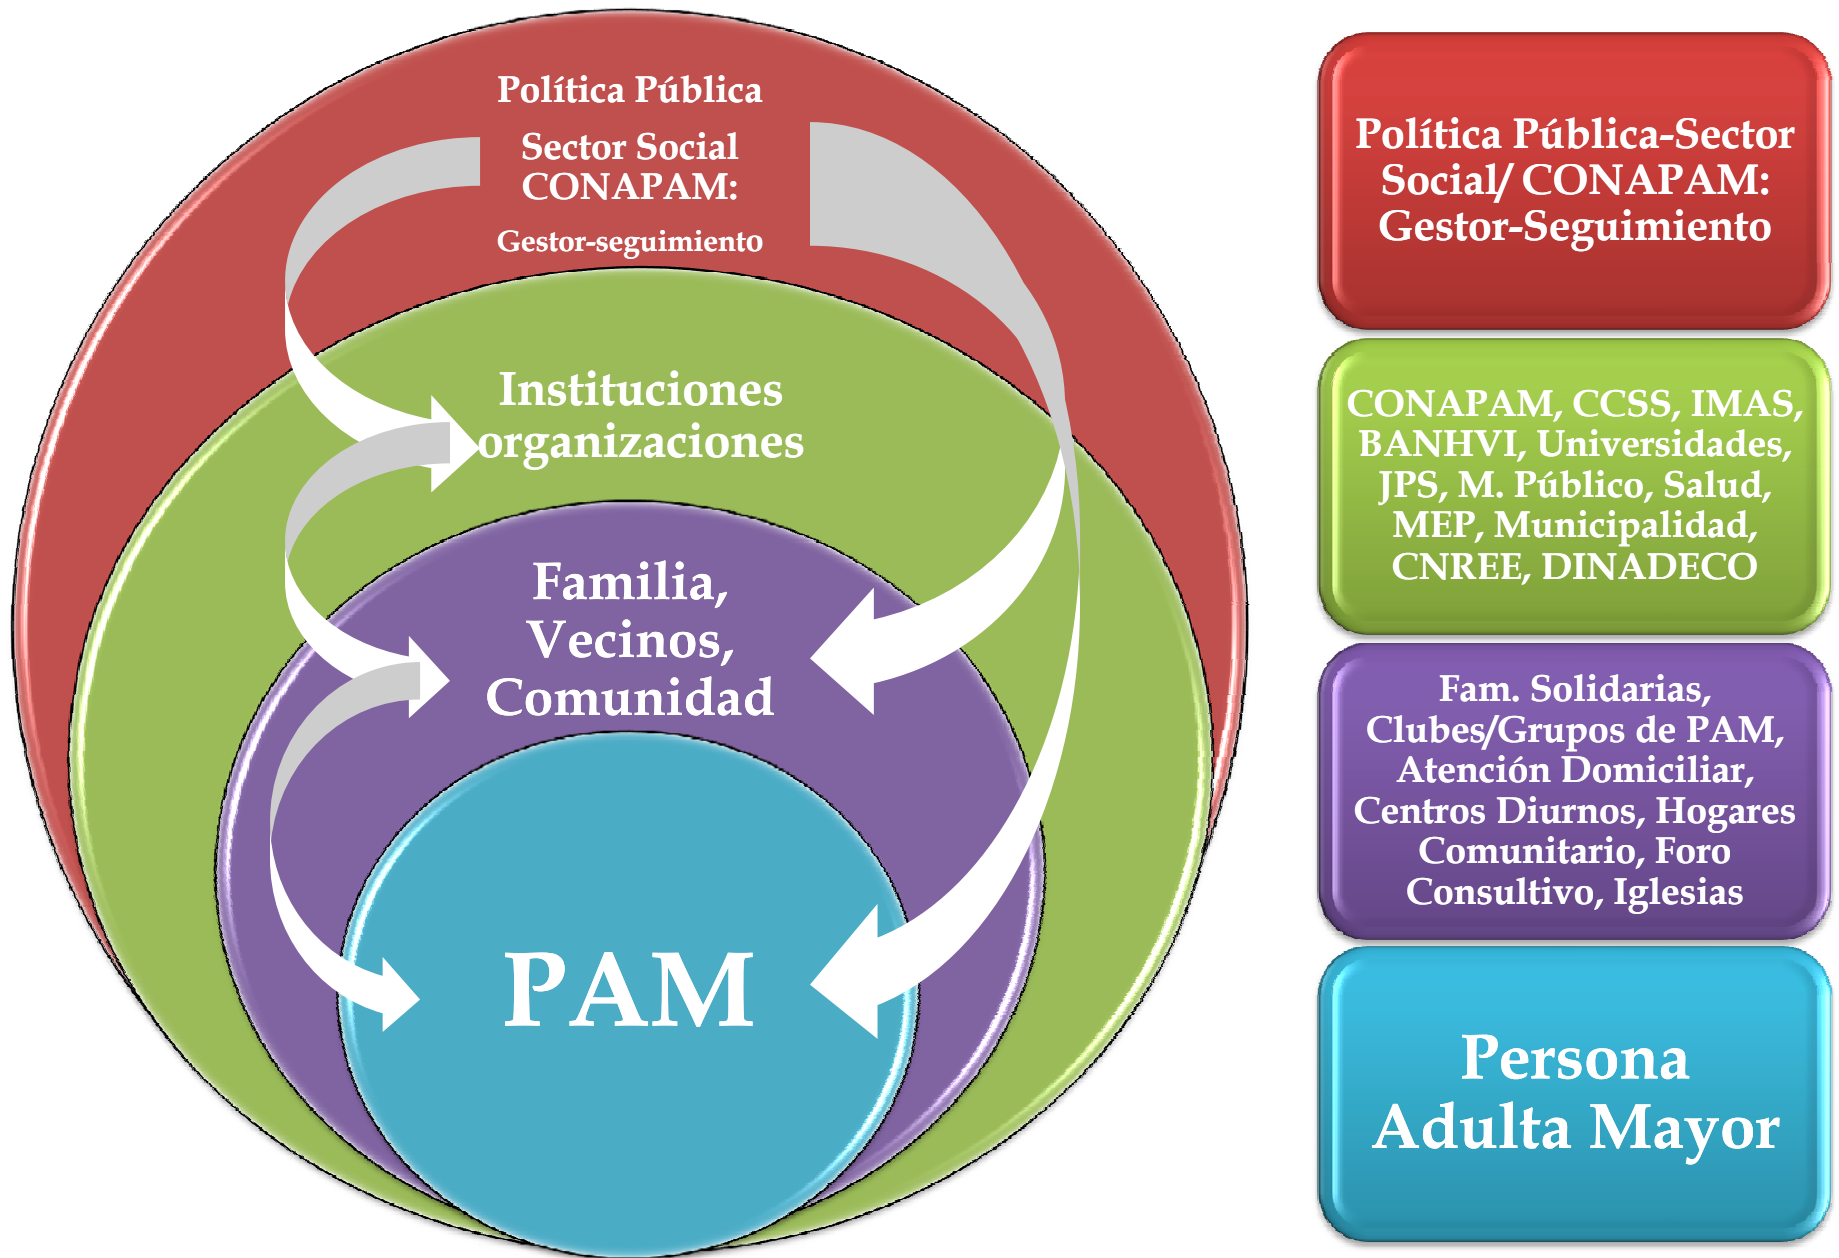 Política Pública
Sector Social
CONAPAM:
Gestor-seguimiento
Instituciones
organizaciones
Familia,
Vecinos,
Comunidad
PAM
Política Pública-Sector
Social/ CONAPAM:
Gestor-Seguimiento
CONAPAM, CCSS, IMAS,
BANHVI, Universidades,
JPS, M. Público, Salud,
MEP, Municipalidad,
CNREE, DINADECO
Fam. Solidarias,
Clubes/Grupos de PAM,
Atención Domiciliar,
Centros Diurnos, Hogares
Comunitario, Foro
Consultivo, Iglesias
Persona
Adulta Mayor